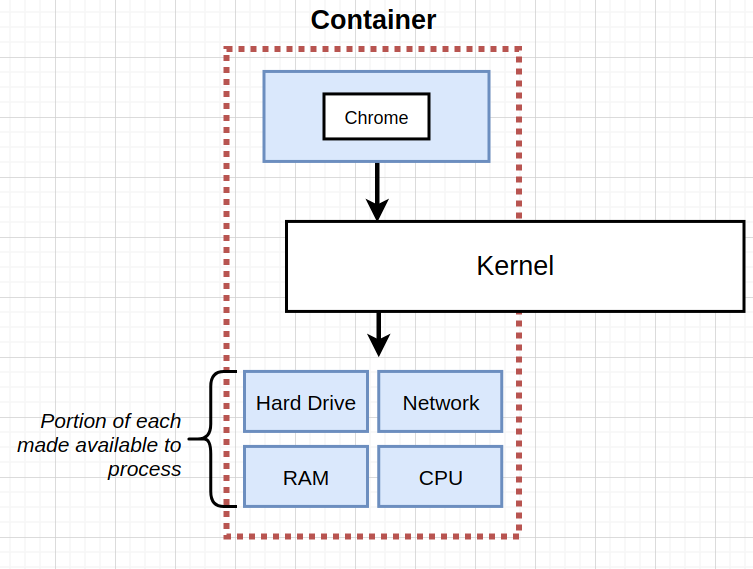 Container
Chrome
Kernel
Hard Drive
Network
Portion of each
made available to
process
RAM
CPU